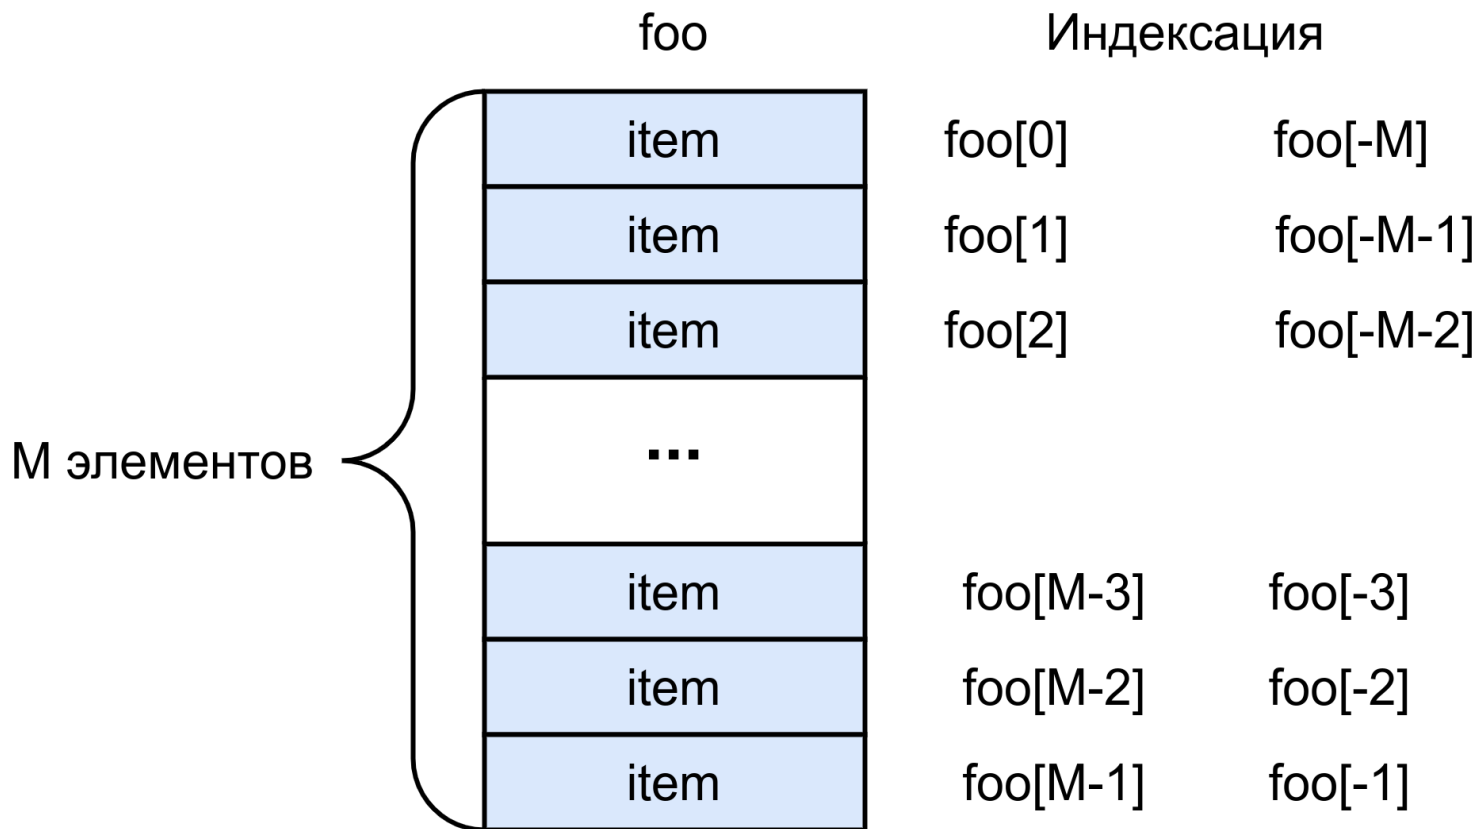 foo Индексация
item foo[0] foo[-M]
item foo[1] foo[-M-1]
item foo[2] foo[-M-2]
...
M элементов
item foo[M-3] foo[-3]
item foo[M-2] foo[-2]
item foo[M-1] foo[-1]